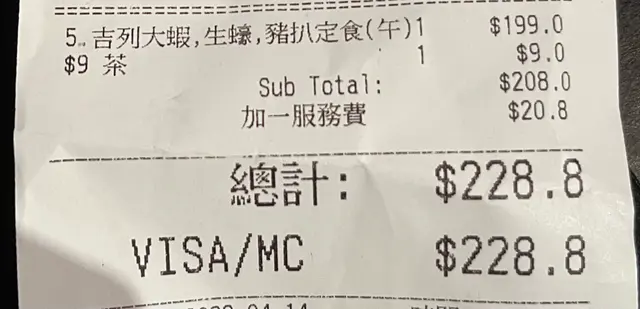 5. 吉列大蝦,生蠔,豬扒定食(午)1 $199.0
$9 茶 1 $9.0
Sub Total: $208.0
加一服務費 $20.8
總計: $228.8
VISA/MC $228.8